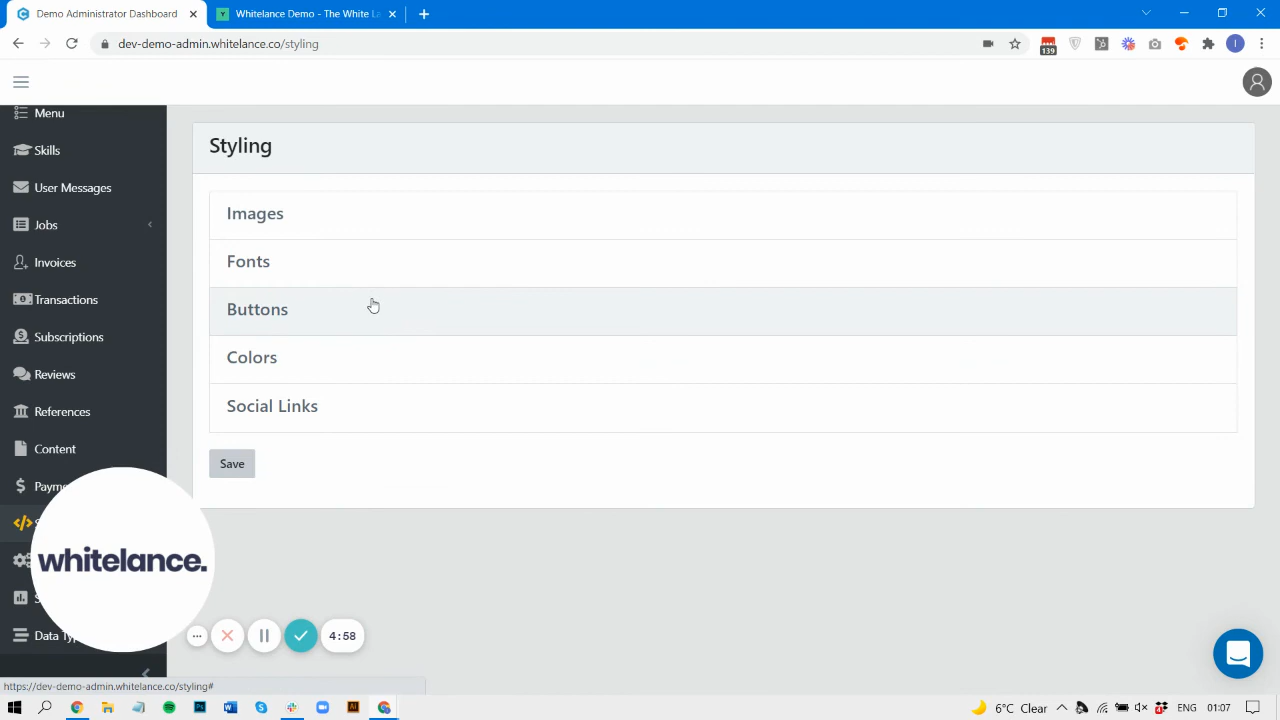 Demo Administrator Dashboard
Whitelance Demo - The White La
dev-demo-admin.whitelance.co/styling
139
I
Menu
Skills
User Messages
Jobs
Invoices
Transactions
Subscriptions
Reviews
References
Content
Payme
Data Ty
Styling
Images
Fonts
Buttons
Colors
Social Links
Save
whitelance.
4:58
https://dev-demo-admin.whitelance.co/styling#
6°C Clear
ENG
01:07